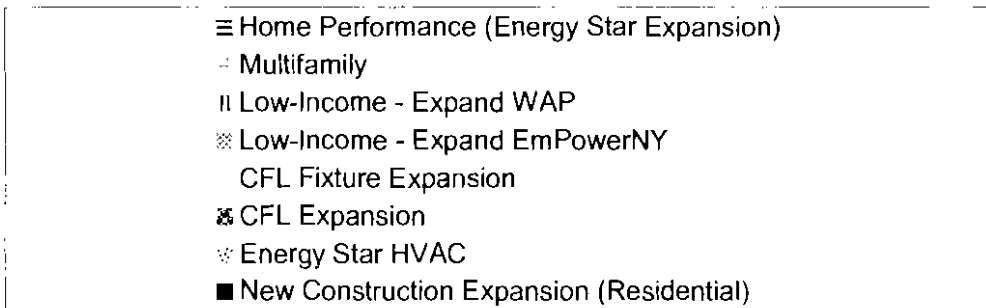 Home Performance (Energy Star Expansion)
Multifamily
Low-Income - Expand WAP
Low-Income - Expand EmPowerNY
CFL Fixture Expansion
CFL Expansion
Energy Star HVAC
New Construction Expansion (Residential)